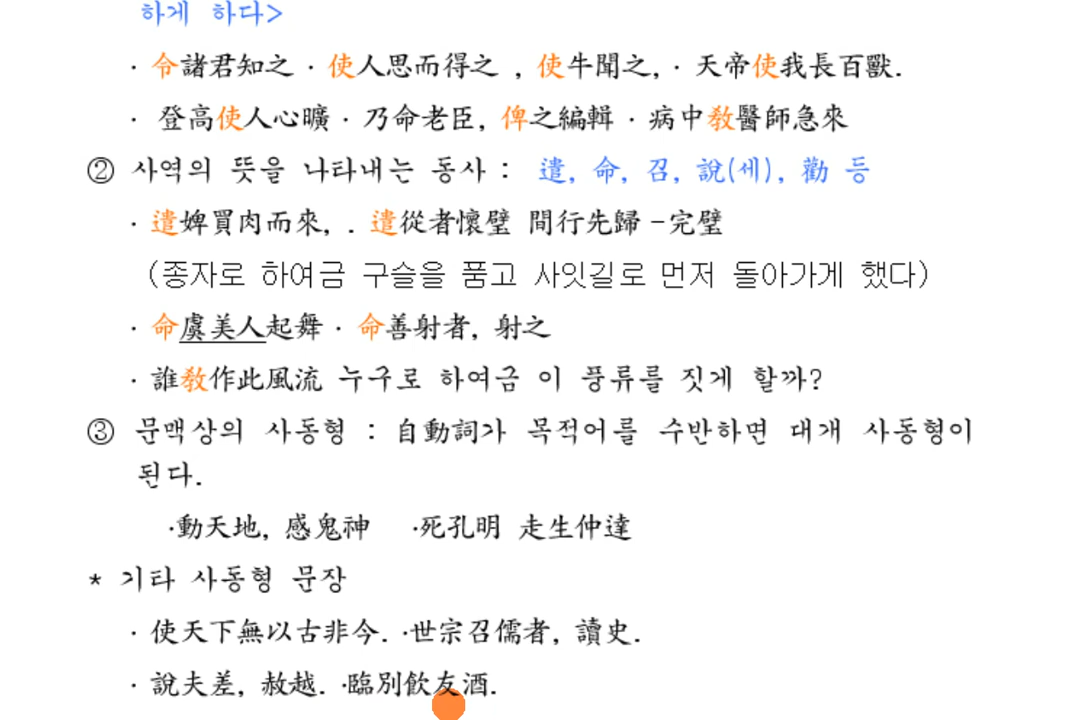 하게 하다>
· 令諸君知之 · 使人思而得之 , 使牛聞之, · 天帝使我長百獸.
· 登高使人心曠 · 乃命老臣, 俾之編輯 · 病中敎醫師急來
② 사역의 뜻을 나타내는 동사 : 遣, 命, 召, 說(세), 勸 등
· 遣婢買肉而來, . 遣從者懷璧 間行先歸 -完璧
(종자로 하여금 구슬을 품고 사잇길로 먼저 돌아가게 했다)
· 命虞美人起舞 · 命善射者, 射之
· 誰敎作此風流 누구로 하여금 이 풍류를 짓게 할까?
③ 문맥상의 사동형 : 自動詞가 목적어를 수반하면 대개 사동형이
된다.
·動天地, 感鬼神 ·死孔明 走生仲達
* 기타 사동형 문장
· 使天下無以古非今. ·世宗召儒者, 讀史.
· 說夫差, 赦越. ·臨別飮友酒.